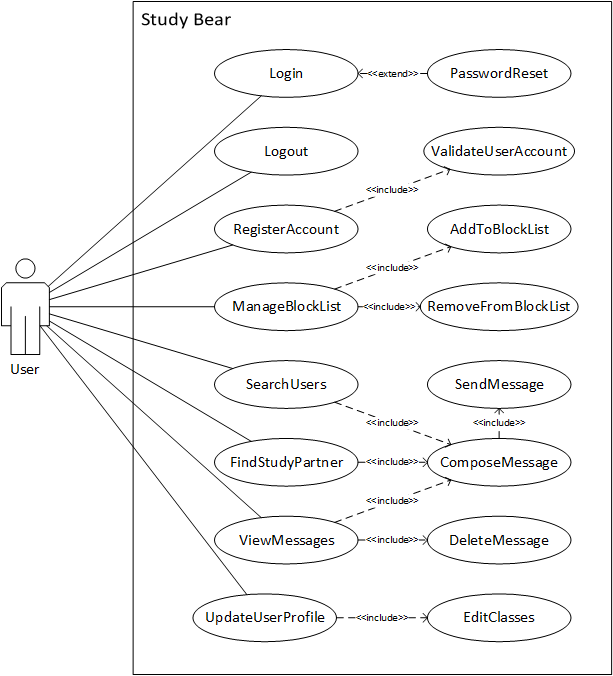 Study Bear
Login
<<extend>>
PasswordReset
Logout
ValidateUserAccount
<<include>>
RegisterAccount
AddToBlockList
<<include>>
ManageBlockList
<<include>>
RemoveFromBlockList
User
SearchUsers
SendMessage
<<include>>
<<include>>
FindStudyPartner
<<include>>
ComposeMessage
<<include>>
ViewMessages
<<include>>
DeleteMessage
UpdateUserProfile
<<include>>
EditClasses